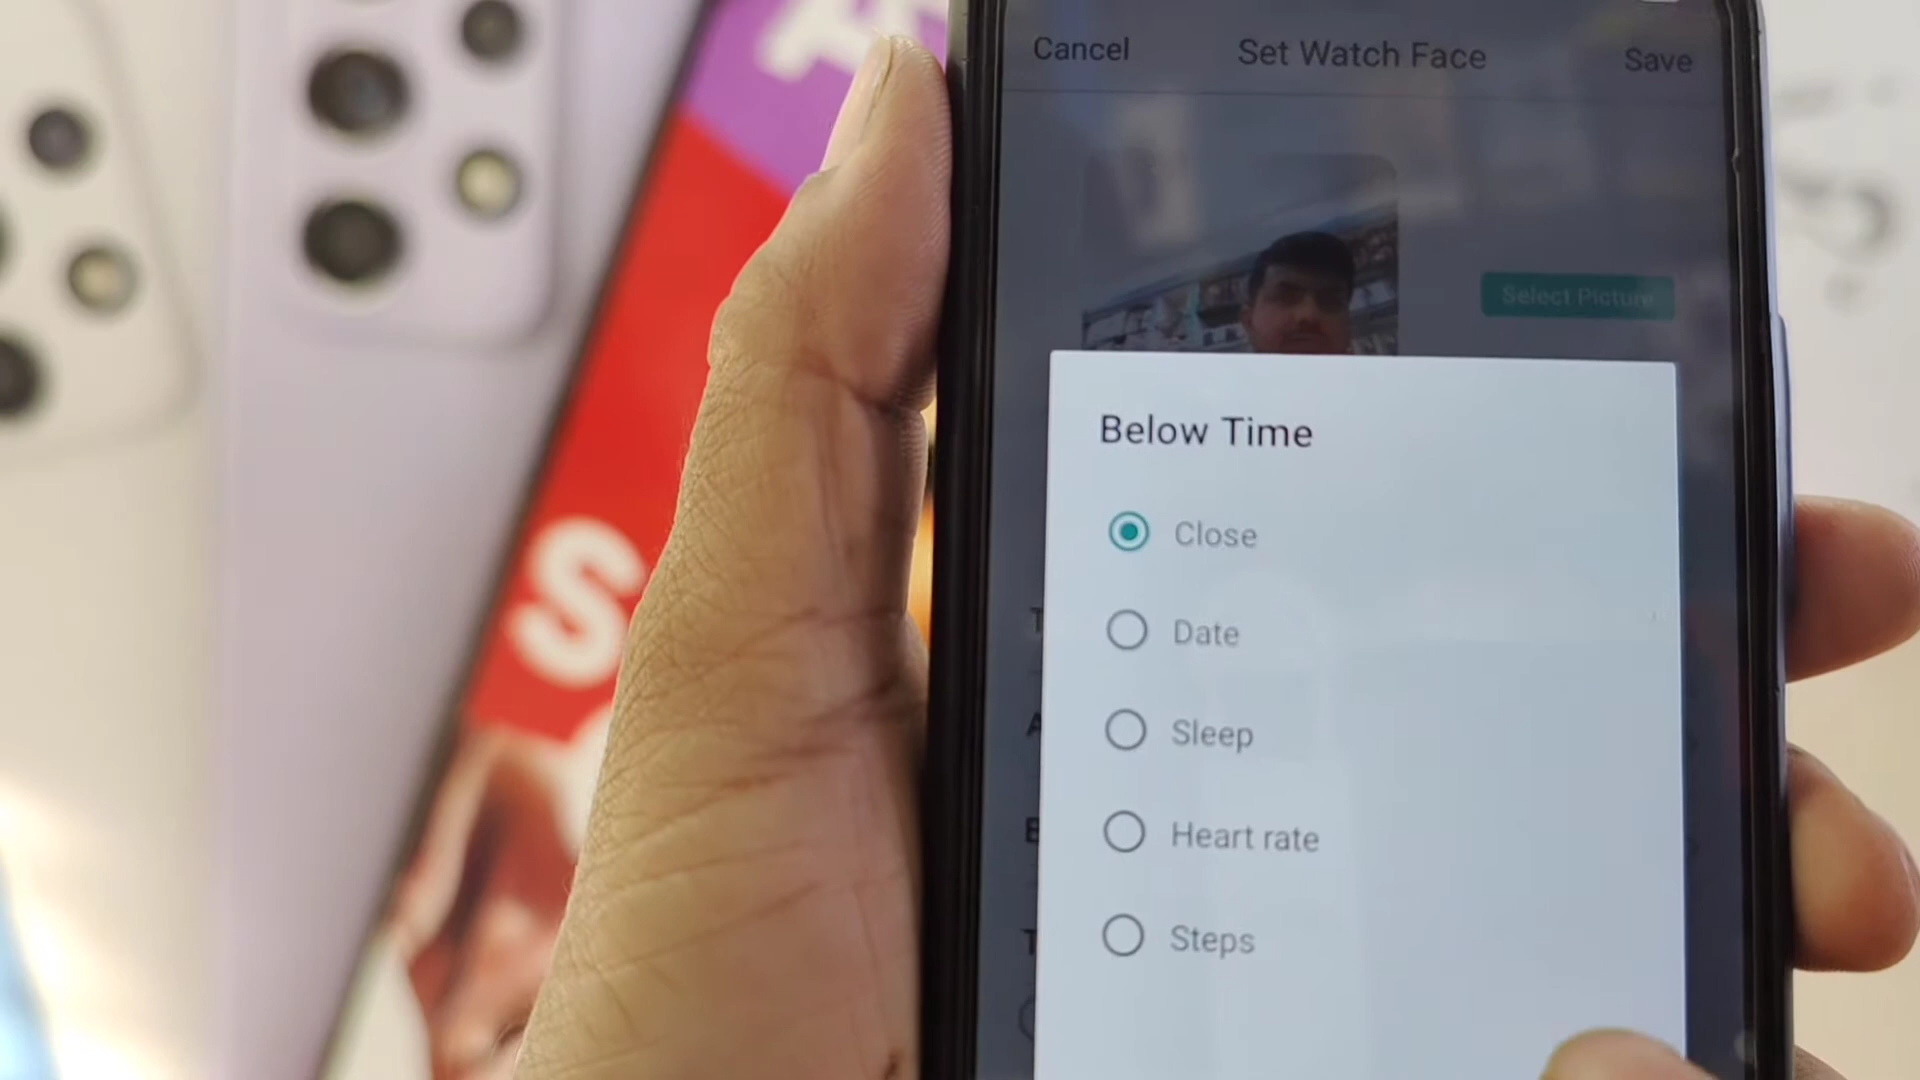 Cancel Set Watch Face Save
Select Picture
Below Time
Close
Date
Sleep
Heart rate
Steps